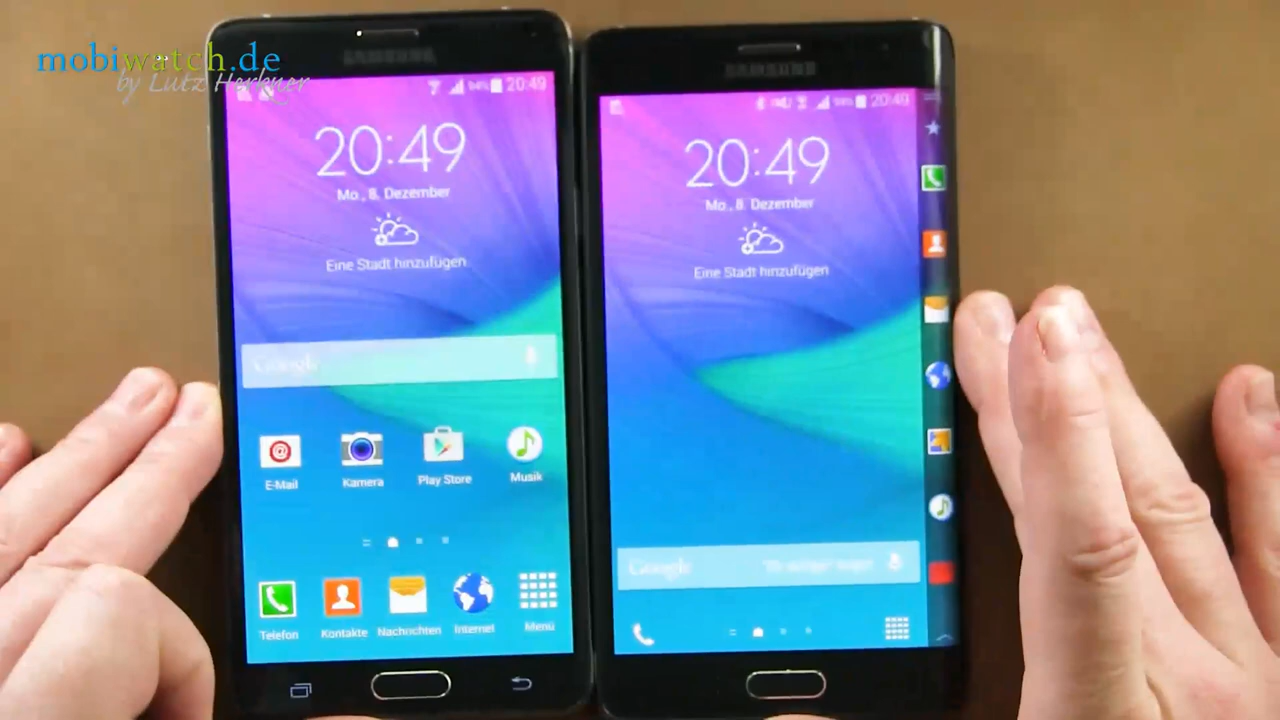 mobiwatch.de
by Lutz Herkner
SAMSUNG
94% 20:49
20:49
Mo., 8. Dezember
Eine Stadt hinzufügen
Google
E-Mail Kamera Play Store Musik
Telefon Kontakte Nachrichten Internet Menü
SAMSUNG
20:49
20:49
Mo., 8. Dezember
Eine Stadt hinzufügen
Google